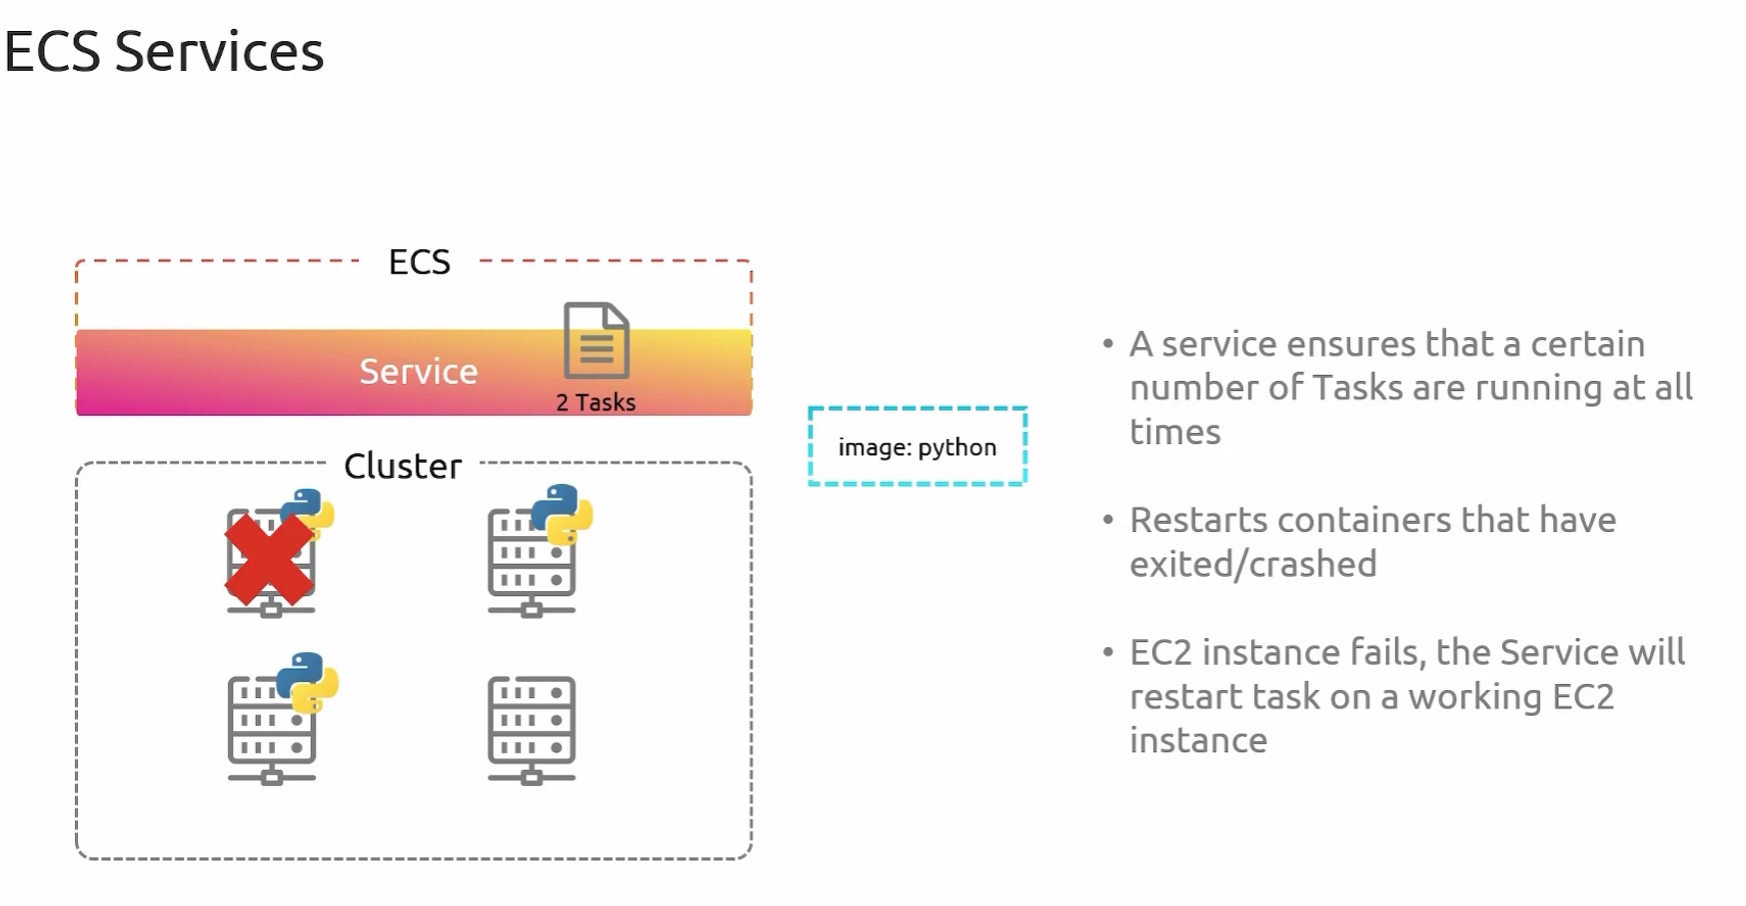 ECS Services
ECS
Service
2 Tasks
Cluster
image: python
• A service ensures that a certain
number of Tasks are running at all
times
• Restarts containers that have
exited/crashed
• EC2 instance fails, the Service will
restart task on a working EC2
instance